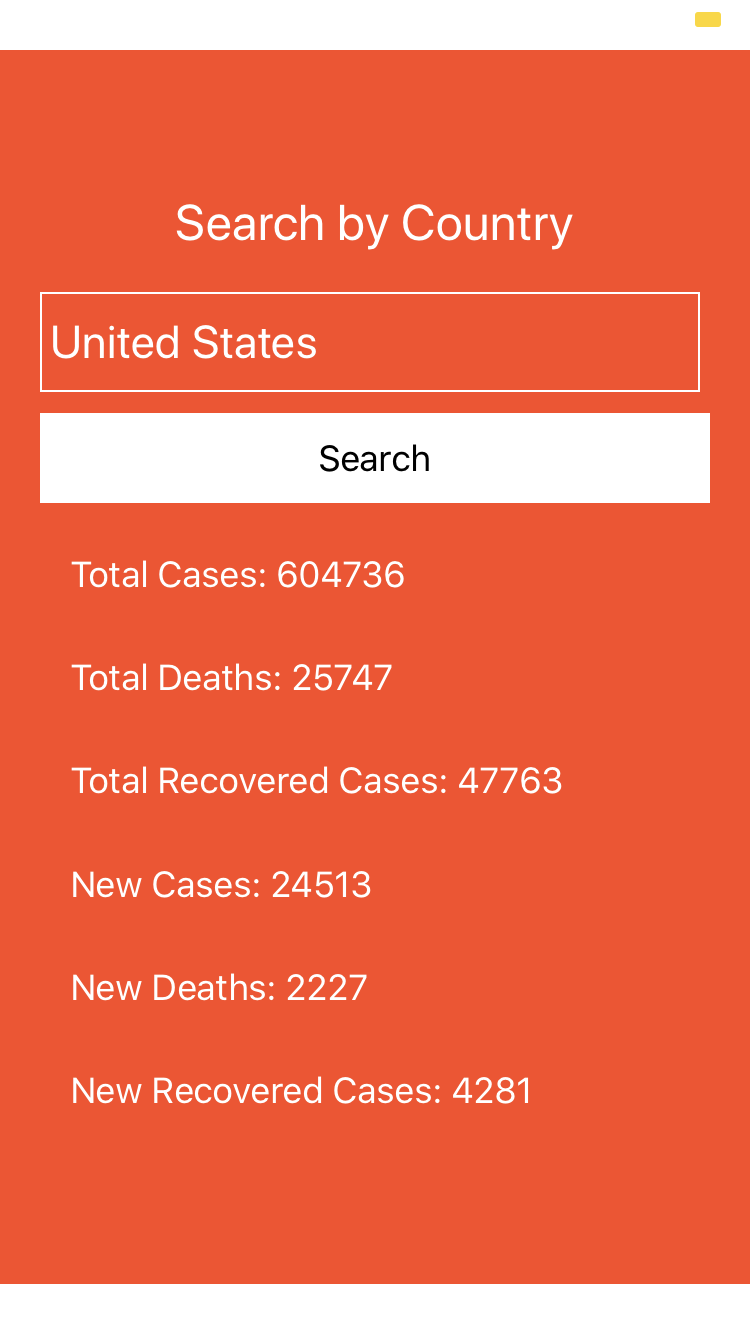 Search by Country
United States
Search
Total Cases: 604736
Total Deaths: 25747
Total Recovered Cases: 47763
New Cases: 24513
New Deaths: 2227
New Recovered Cases: 4281